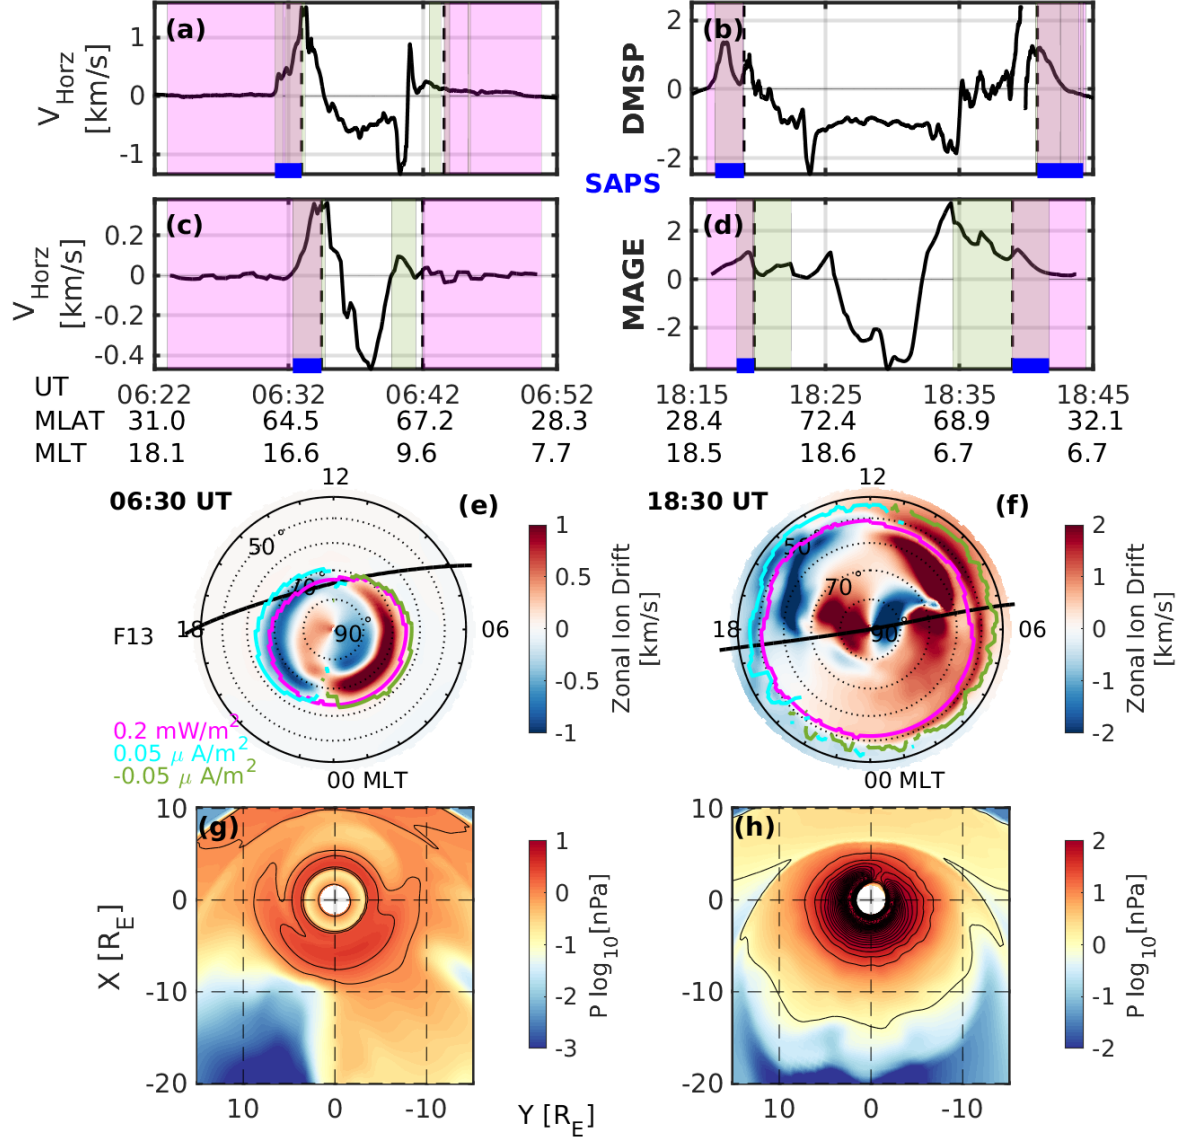 (a)
V_Horz [km/s]
1
0
-1
(b)
DMSP
2
0
-2
SAPS
(c)
V_Horz [km/s]
0.2
0
-0.2
-0.4
(d)
MAGE
2
0
-2
UT 06:22 06:32 06:42 06:52 18:15 18:25 18:35 18:45
MLAT 31.0 64.5 67.2 28.3 28.4 72.4 68.9 32.1
MLT 18.1 16.6 9.6 7.7 18.5 18.6 6.7 6.7
06:30 UT
12
(e)
50°
70°
90°
F13
18
06
00 MLT
0.2 mW/m²
0.05 μ A/m²
-0.05 μ A/m²
1
0.5
0
-0.5
-1
Zonal Ion Drift [km/s]
18:30 UT
12
(f)
50°
70°
90°
18
06
00 MLT
2
1
0
-1
-2
Zonal Ion Drift [km/s]
(g)
X [R_E]
10
0
-10
-20
10 0 -10
1
0
-1
-2
-3
P log₁₀[nPa]
Y [R_E]
(h)
10
0
-10
-20
10 0 -10
2
1
0
-1
-2
P log₁₀[nPa]